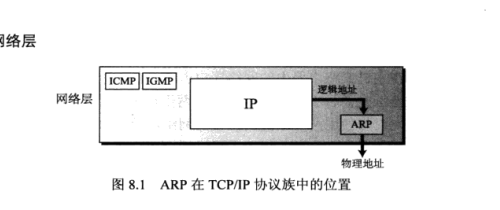 网络层
ICMP IGMP
网络层
IP
逻辑地址
ARP
物理地址
图 8.1 ARP 在 TCP/IP 协议族中的位置